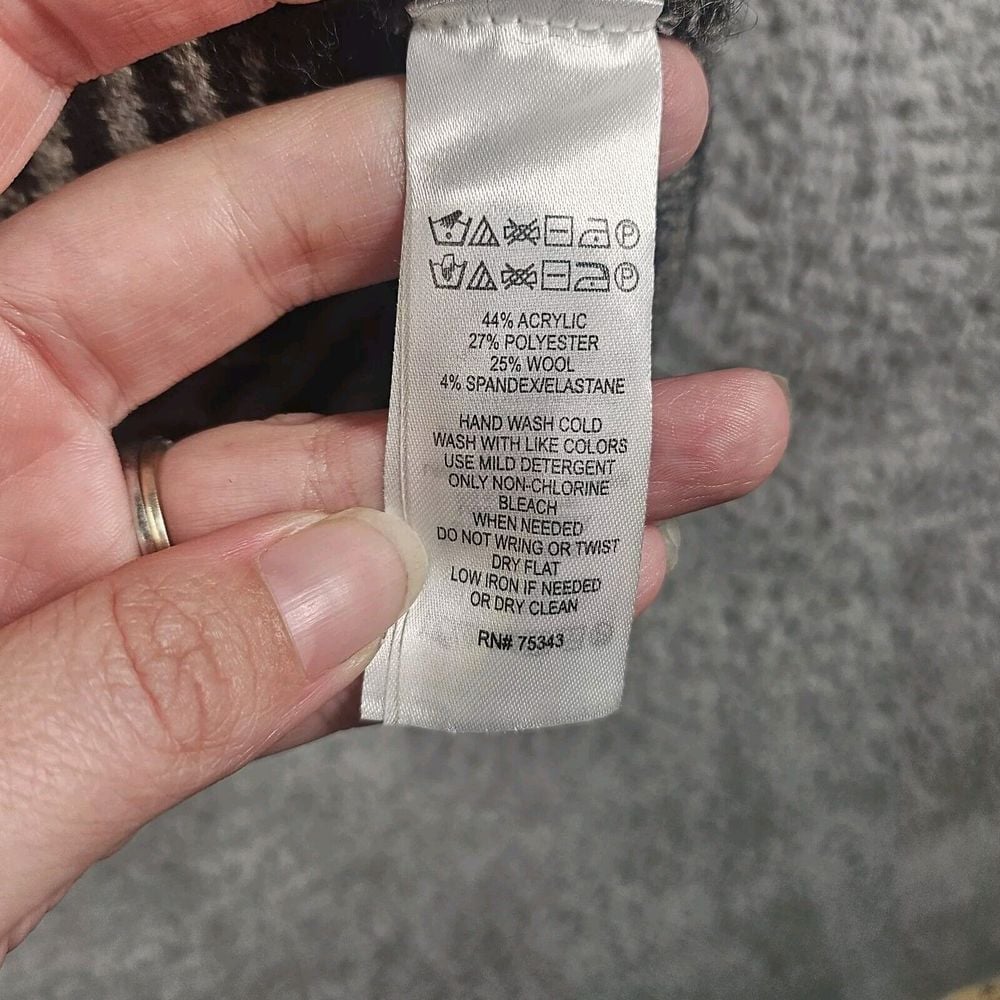 P
P
44% ACRYLIC
27% POLYESTER
25% WOOL
4% SPANDEX/ELASTANE
HAND WASH COLD
WASH WITH LIKE COLORS
USE MILD DETERGENT
ONLY NON-CHLORINE
BLEACH
WHEN NEEDED
DO NOT WRING OR TWIST
DRY FLAT
LOW IRON IF NEEDED
OR DRY CLEAN
RN# 75343